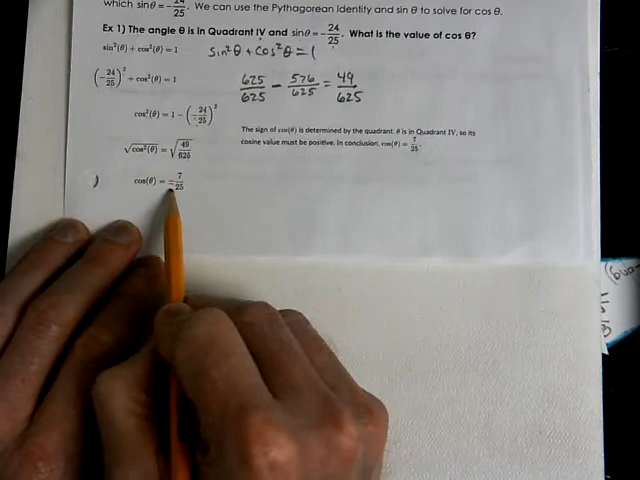 which sinθ = -24/25. We can use the Pythagorean Identity and sin θ to solve for cos θ.
Ex 1) The angle θ is in Quadrant IV and sinθ = -24/25. What is the value of cos θ?
sin²(θ) + cos²(θ) = 1
sin²θ + cos²θ = 1
(-24/25)² + cos²(θ) = 1
625/625 - 576/625 = 49/625
cos²(θ) = 1 - (-24/25)²
The sign of cos(θ) is determined by the quadrant. θ is in Quadrant IV, so its
cosine value must be positive. In conclusion, cos(θ) = 7/25.
√cos²(θ) = √49/625
cos(θ) = ±7/25